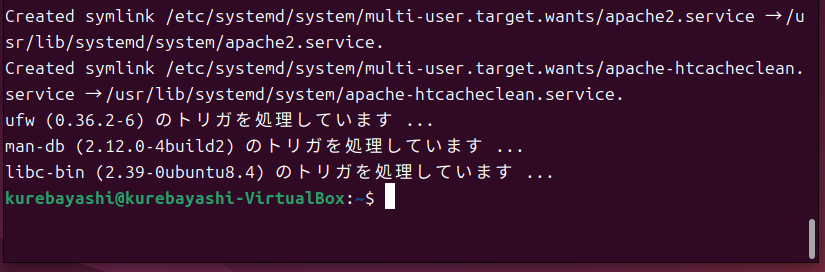 Created symlink /etc/systemd/system/multi-user.target.wants/apache2.service → /u
sr/lib/systemd/system/apache2.service.
Created symlink /etc/systemd/system/multi-user.target.wants/apache-htcacheclean.
service → /usr/lib/systemd/system/apache-htcacheclean.service.
ufw (0.36.2-6) のトリガを処理しています ...
man-db (2.12.0-4build2) のトリガを処理しています ...
libc-bin (2.39-0ubuntu8.4) のトリガを処理しています ...
kurebayashi@kurebayashi-VirtualBox:~$